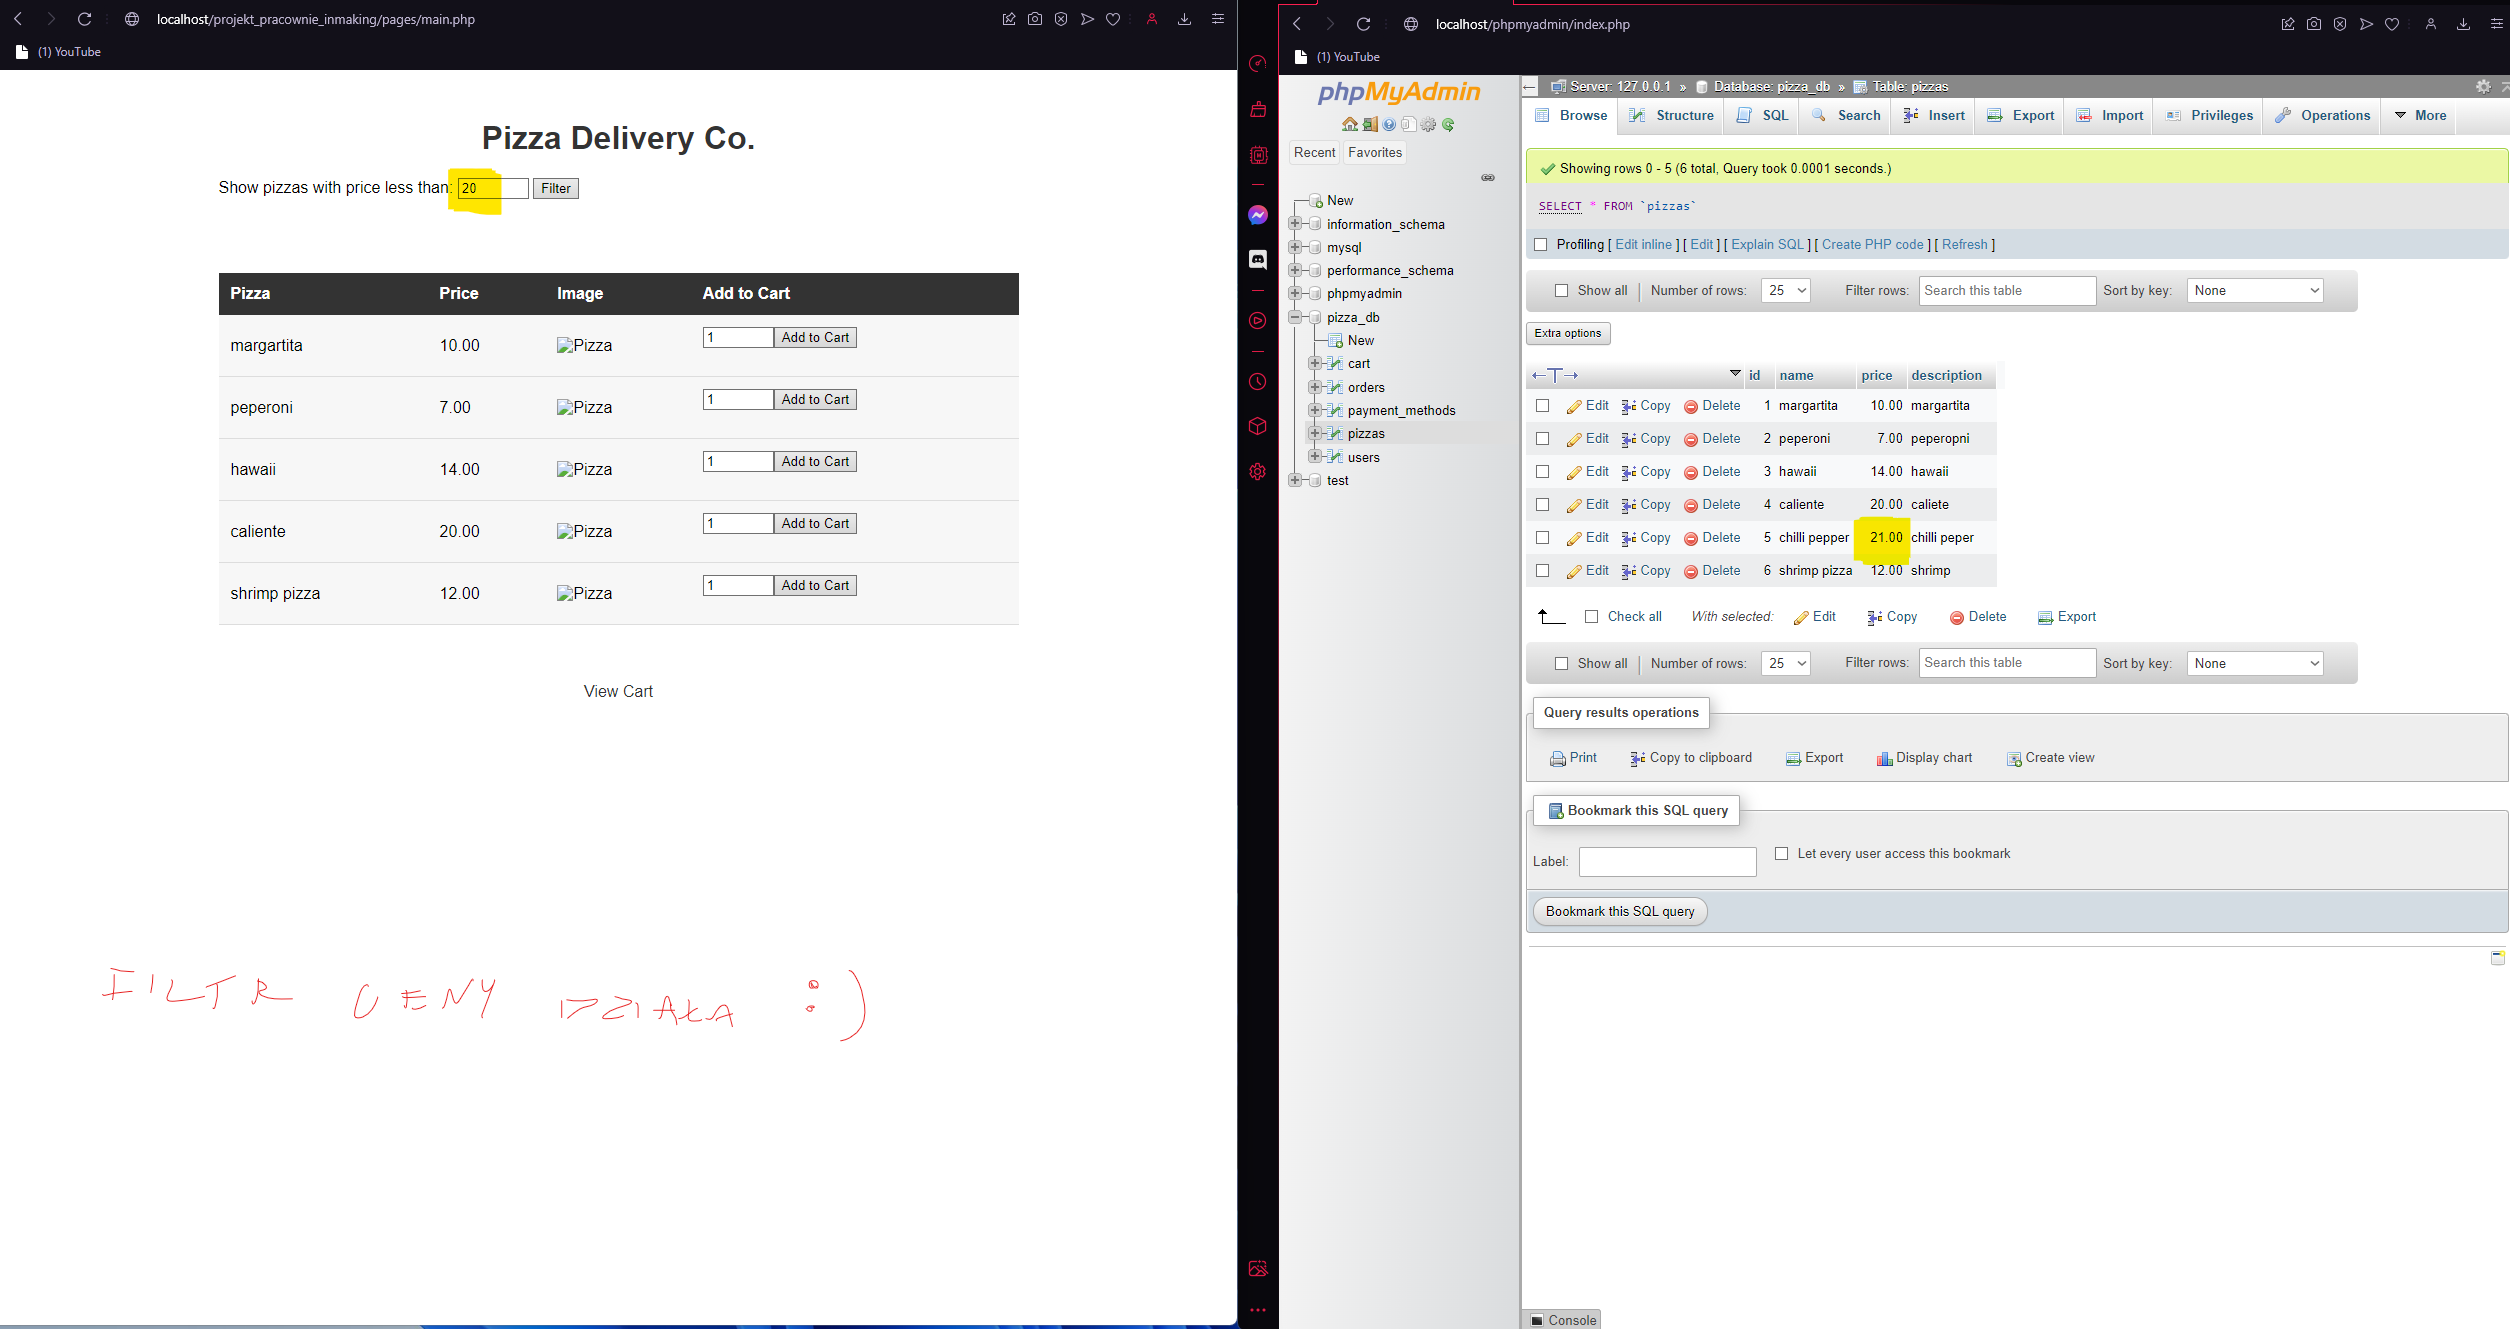 localhost/projekt_pracownie_inmaking/pages/main.php
(1) YouTube
Pizza Delivery Co.
Show pizzas with price less than: 20 Filter
Pizza Price Image Add to Cart
margartita 10.00 Pizza 1 Add to Cart
peperoni 7.00 Pizza 1 Add to Cart
hawaii 14.00 Pizza 1 Add to Cart
caliente 20.00 Pizza 1 Add to Cart
shrimp pizza 12.00 Pizza 1 Add to Cart
View Cart
FILTR CENY DZIAKA :)
localhost/phpmyadmin/index.php
(1) YouTube
phpMyAdmin
Recent Favorites
New
information_schema
mysql
performance_schema
phpmyadmin
pizza_db
New
cart
orders
payment_methods
pizzas
users
test
Server: 127.0.0.1 » Database: pizza_db » Table: pizzas
Browse Structure SQL Search Insert Export Import Privileges Operations More
Showing rows 0 - 5 (6 total, Query took 0.0001 seconds.)
SELECT * FROM `pizzas`
Profiling [ Edit inline ] [ Edit ] [ Explain SQL ] [ Create PHP code ] [ Refresh ]
Show all | Number of rows: 25 Filter rows: Search this table Sort by key: None
Extra options
←T→ id name price description
Edit Copy Delete 1 margartita 10.00 margartita
Edit Copy Delete 2 peperoni 7.00 peperopni
Edit Copy Delete 3 hawaii 14.00 hawaii
Edit Copy Delete 4 caliente 20.00 caliete
Edit Copy Delete 5 chilli pepper 21.00 chilli peper
Edit Copy Delete 6 shrimp pizza 12.00 shrimp
Check all With selected: Edit Copy Delete Export
Show all | Number of rows: 25 Filter rows: Search this table Sort by key: None
Query results operations
Print Copy to clipboard Export Display chart Create view
Bookmark this SQL query
Label: Let every user access this bookmark
Bookmark this SQL query
Console